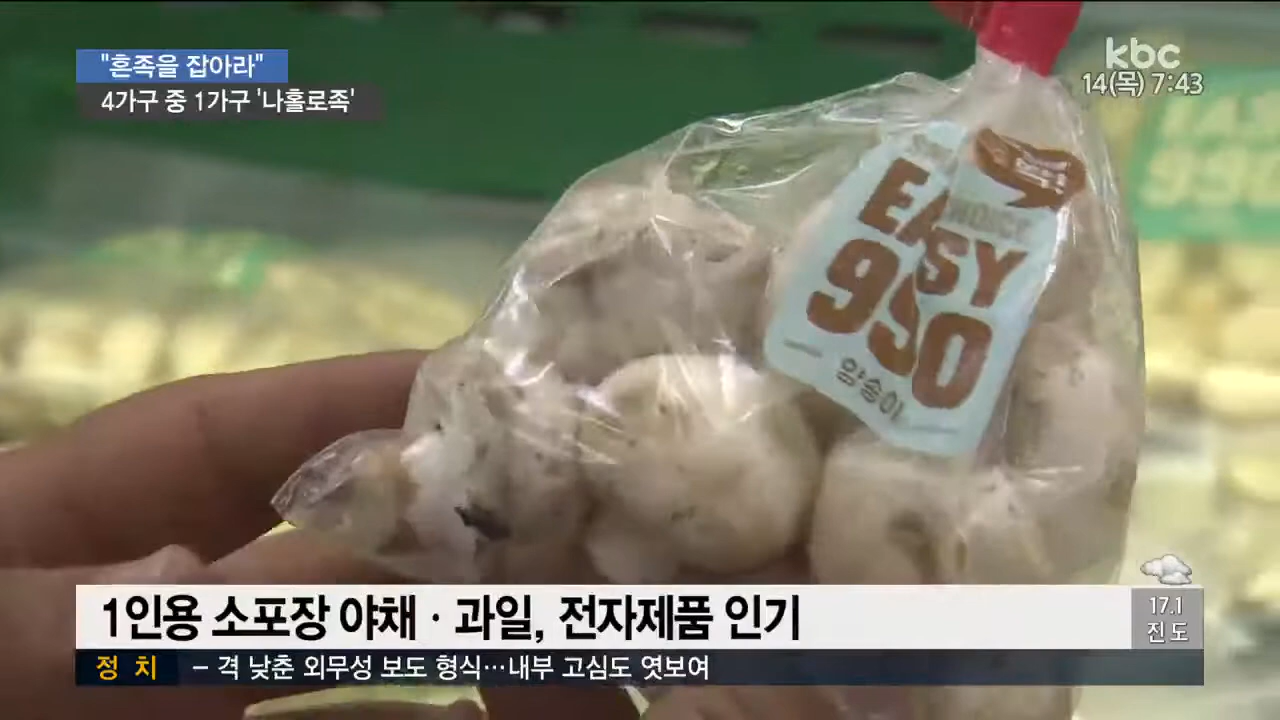 "혼족을 잡아라"
4가구 중 1가구 '나홀로족'
kbc
14(목) 7:43
EASY
990
양송이
1인용 소포장 야채 · 과일, 전자제품 인기
17.1
진도
정 치
– 격 낮춘 외무성 보도 형식…내부 고심도 엿보여